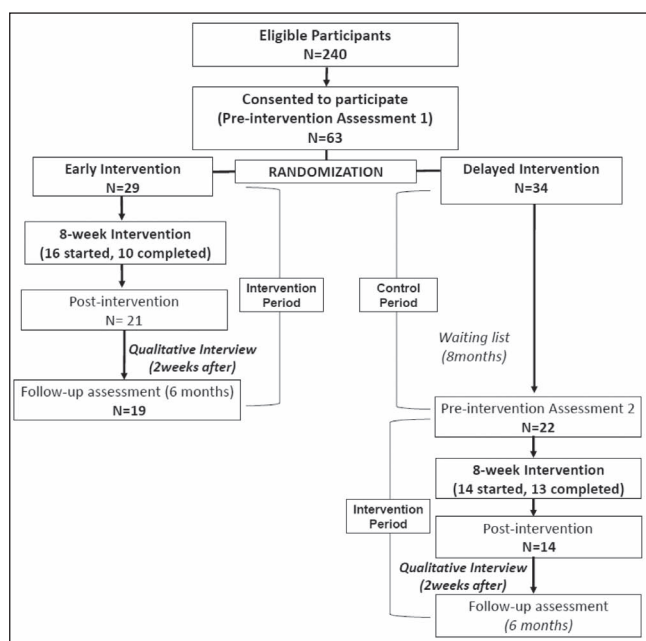 Eligible Participants
N=240
Consented to participate
(Pre-intervention Assessment 1)
N=63
RANDOMIZATION
Early Intervention
N=29
8-week Intervention
(16 started, 10 completed)
Post-intervention
N= 21
Qualitative Interview
(2weeks after)
Follow-up assessment (6 months)
N=19
Intervention
Period
Delayed Intervention
N=34
Control
Period
Waiting list
(8months)
Pre-intervention Assessment 2
N=22
8-week Intervention
(14 started, 13 completed)
Intervention
Period
Post-intervention
N=14
Qualitative Interview
(2weeks after)
Follow-up assessment
(6 months)